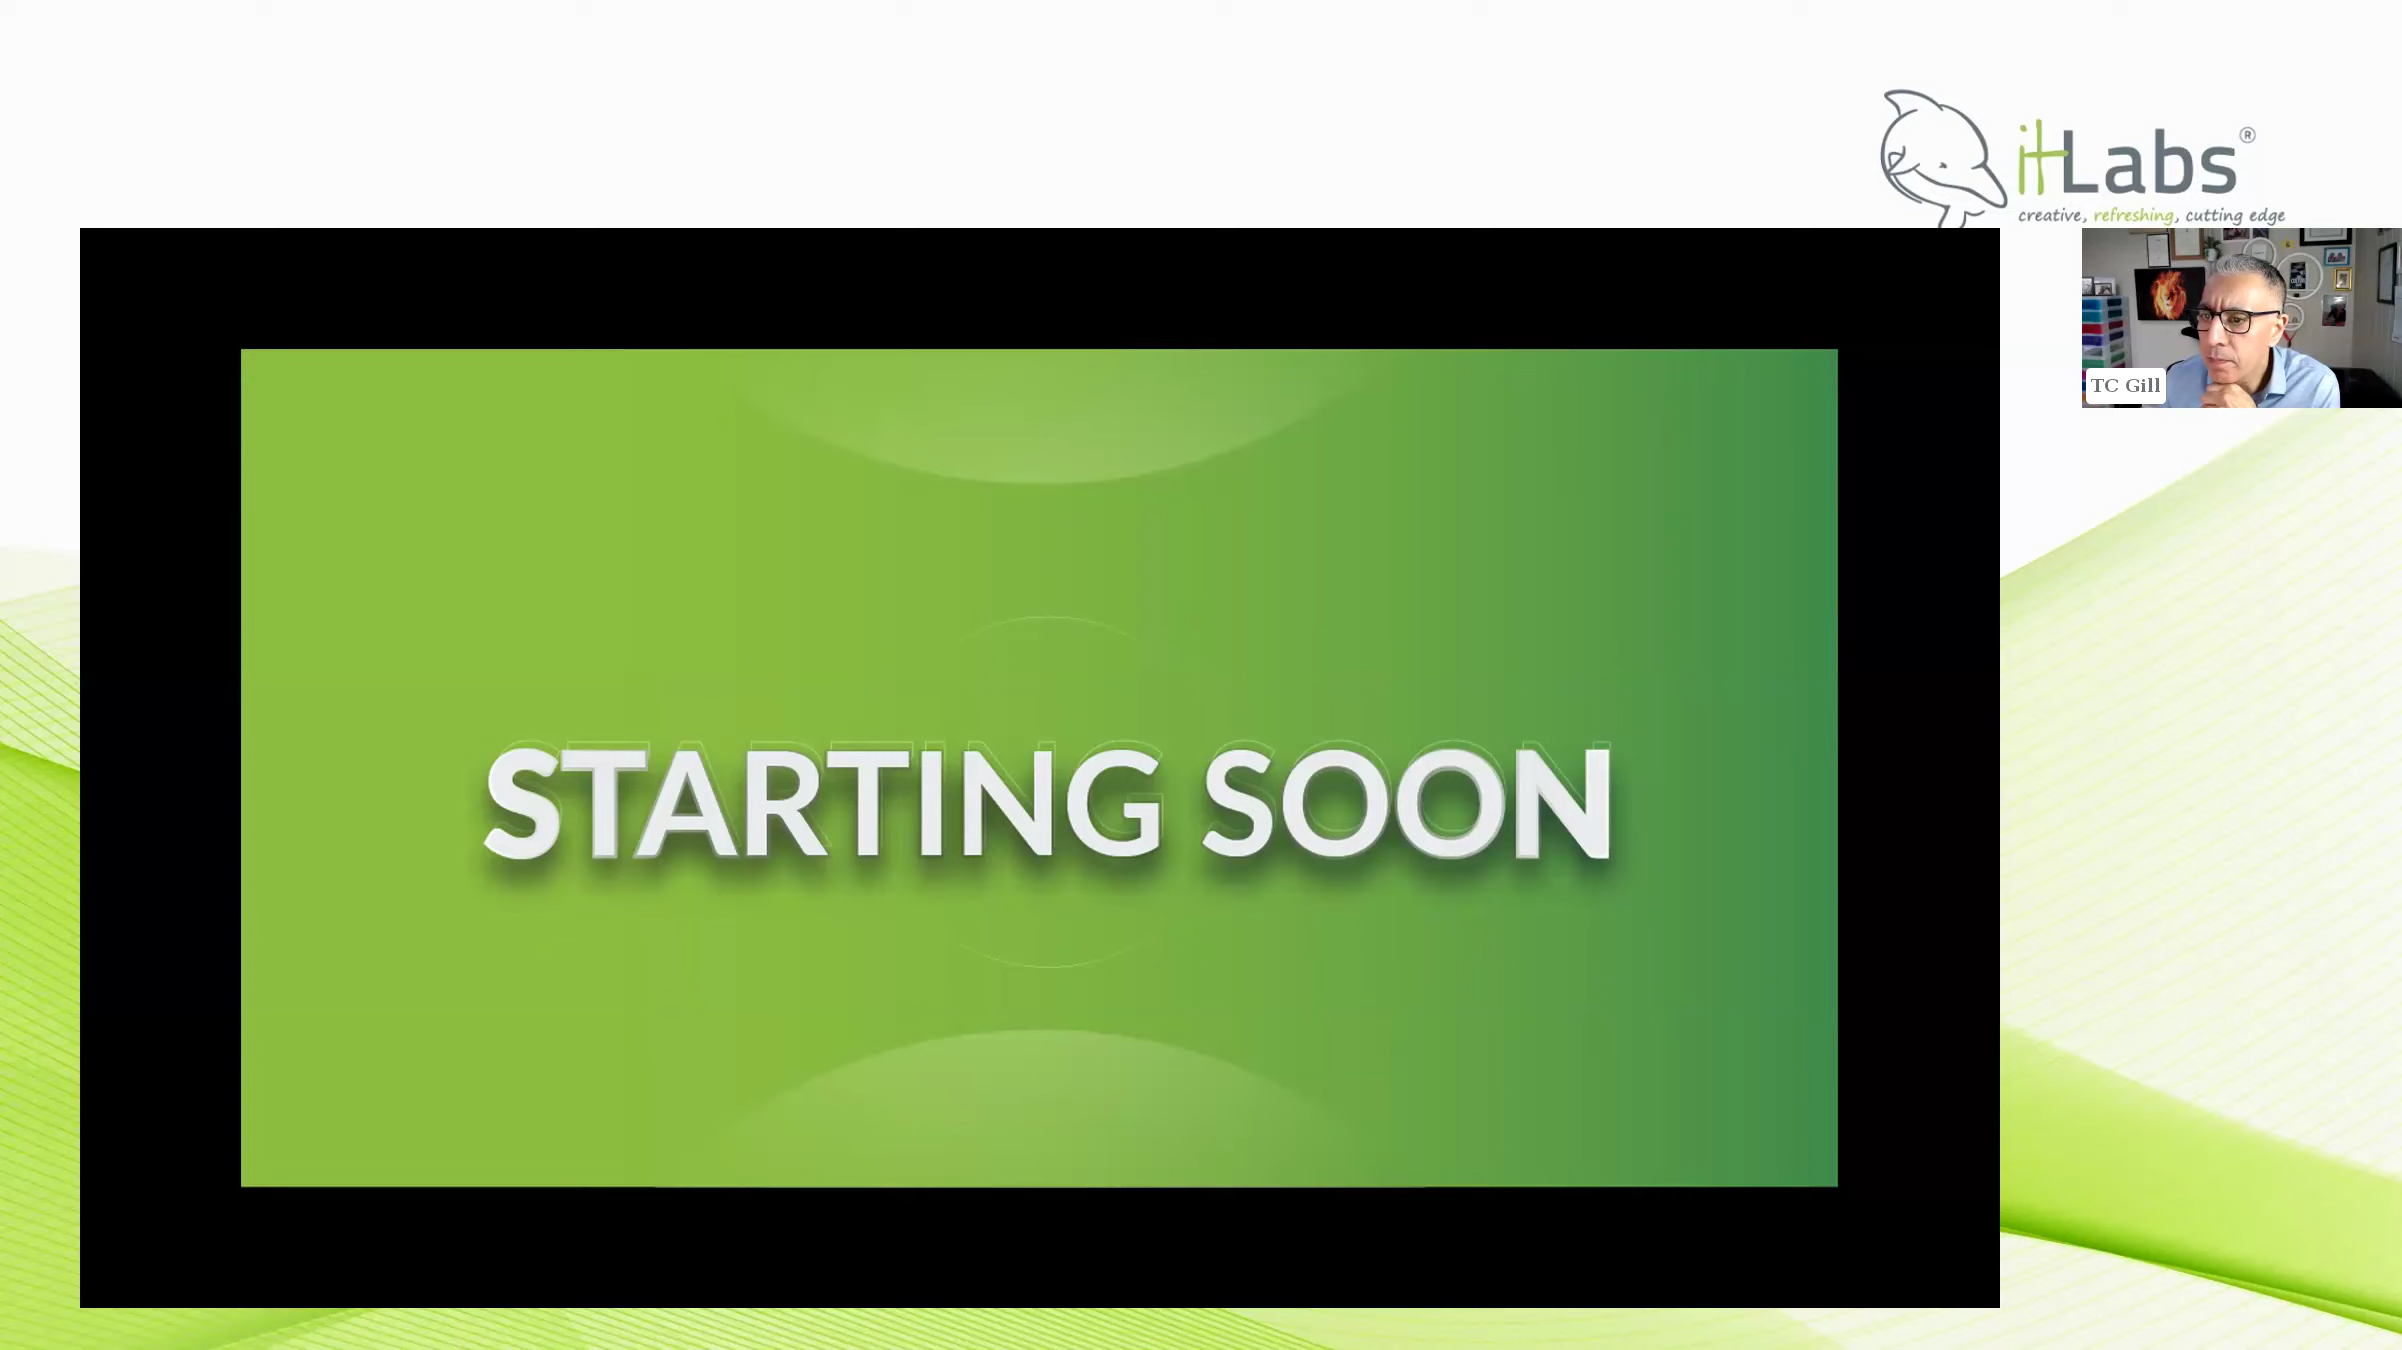 itLabs®
creative, refreshing, cutting edge
TC Gill
STARTING SOON